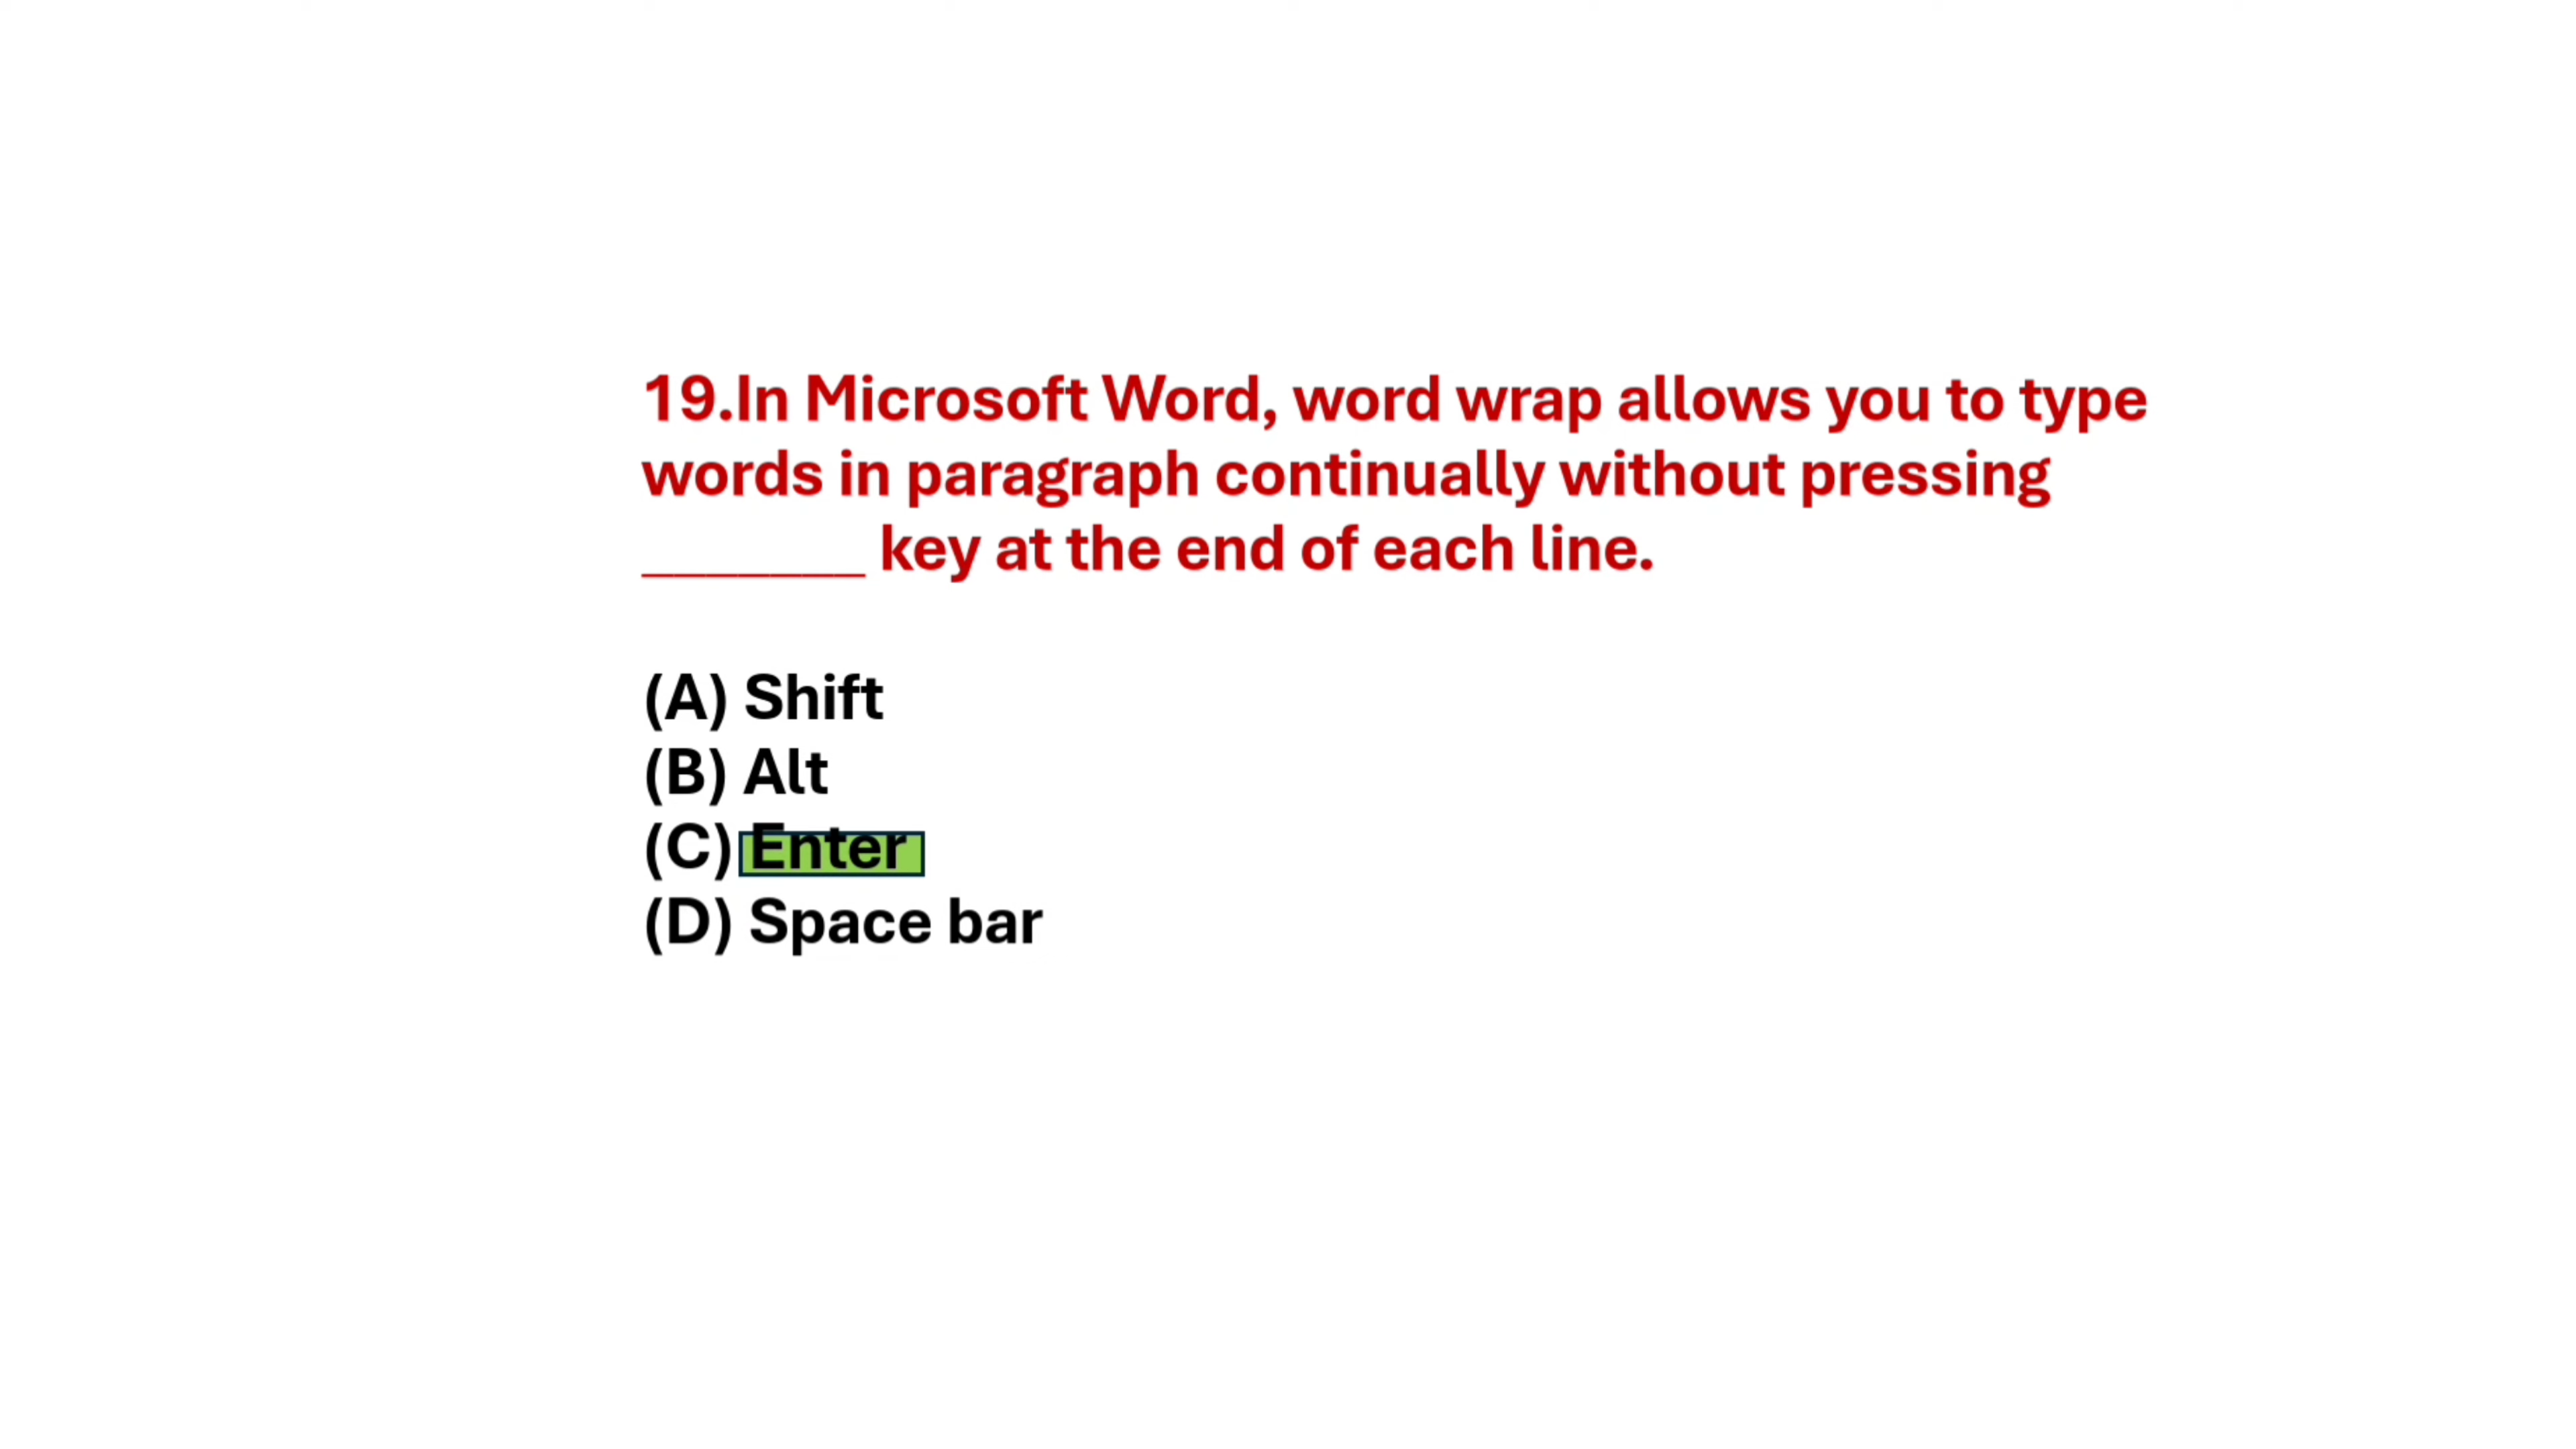 19.In Microsoft Word, word wrap allows you to type
words in paragraph continually without pressing
_______ key at the end of each line.
(A) Shift
(B) Alt
(C) Enter
(D) Space bar